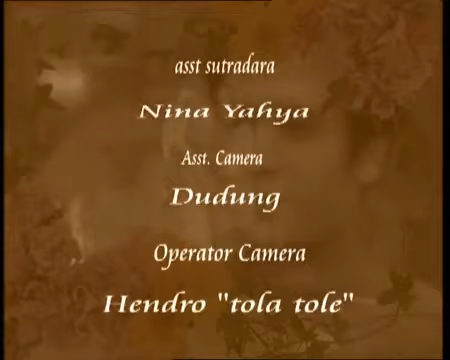 asst sutradara
Nina Yahya
Asst. Camera
Dudung
Operator Camera
Hendro "tola tole"